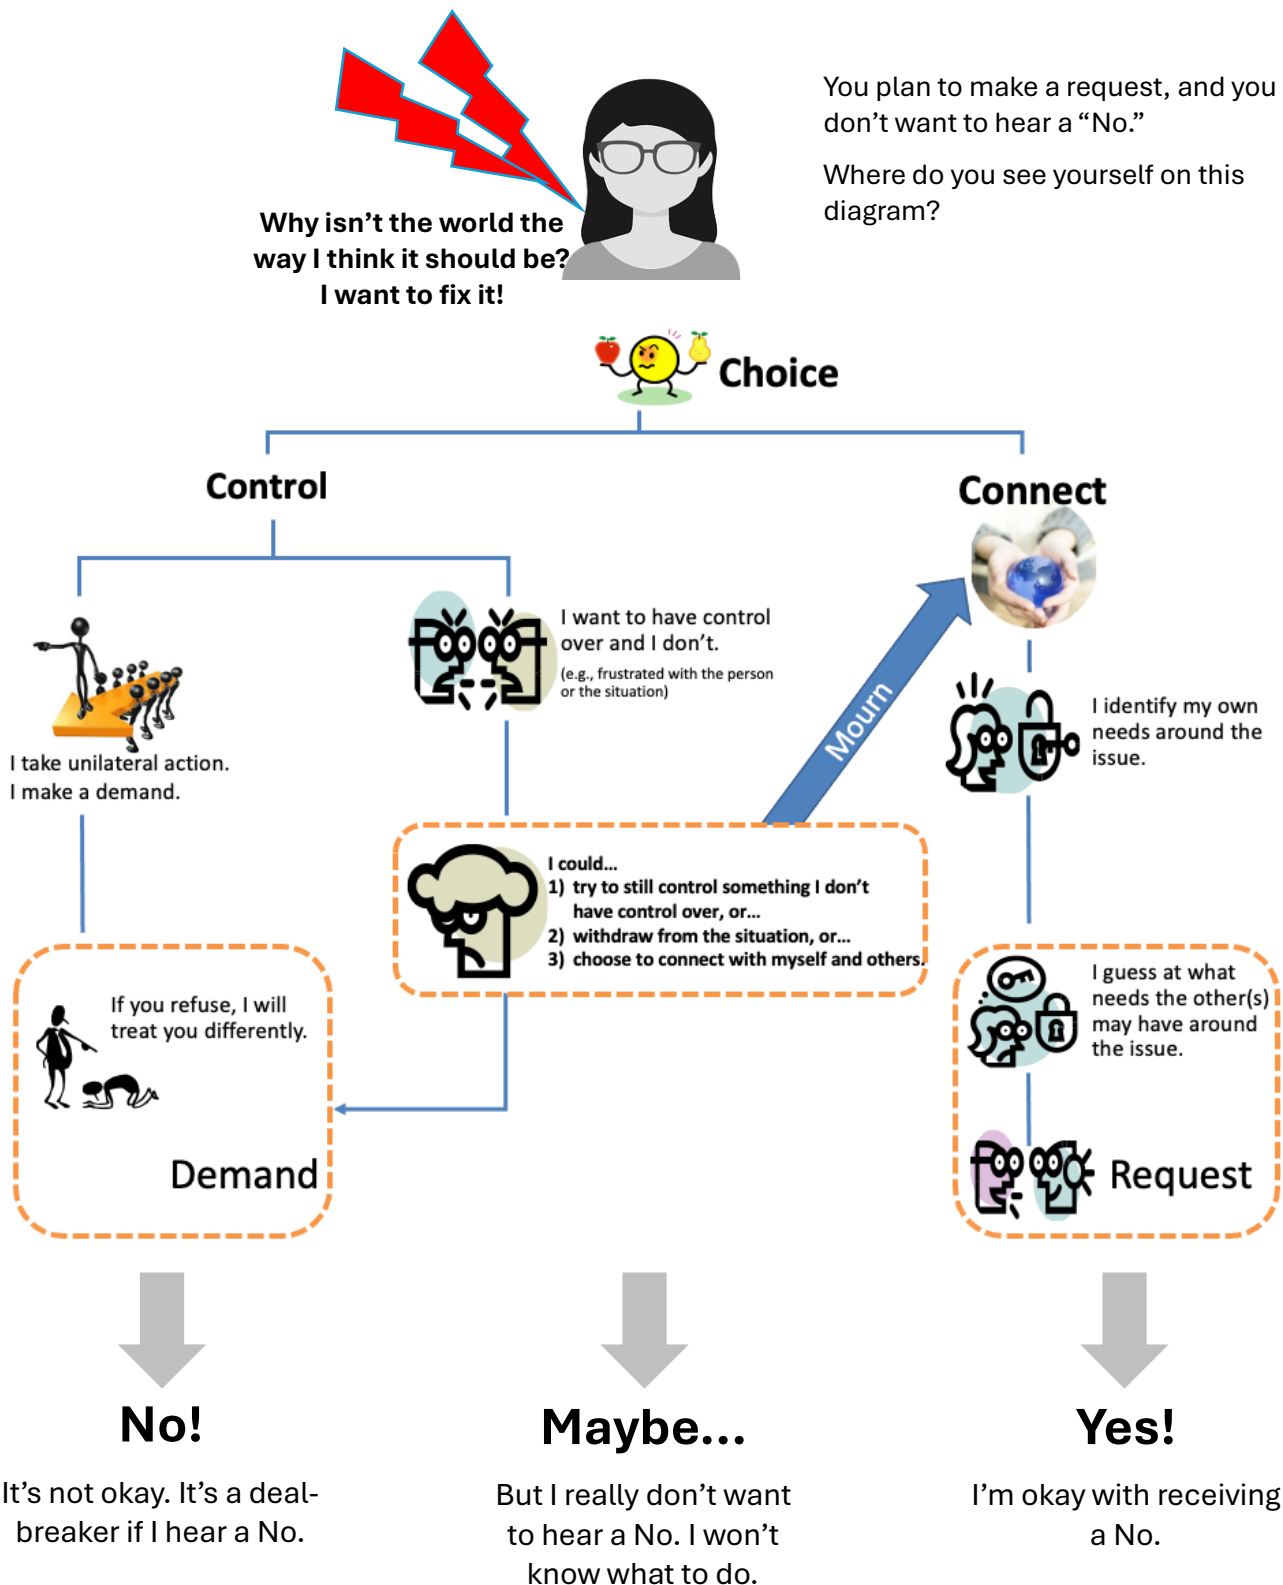 You plan to make a request, and you
don’t want to hear a “No.”
Where do you see yourself on this
diagram?
Why isn’t the world the
way I think it should be?
I want to fix it!
Choice
Control
Connect
I want to have control
over and I don’t.
(e.g., frustrated with the person
or the situation)
Mourn
I identify my own
needs around the
issue.
I take unilateral action.
I make a demand.
I could…
1) try to still control something I don’t
have control over, or…
2) withdraw from the situation, or…
3) choose to connect with myself and others.
If you refuse, I will
treat you differently.
Demand
I guess at what
needs the other(s)
may have around
the issue.
Request
No!
It’s not okay. It’s a deal-
breaker if I hear a No.
Maybe…
But I really don’t want
to hear a No. I won’t
know what to do.
Yes!
I’m okay with receiving
a No.